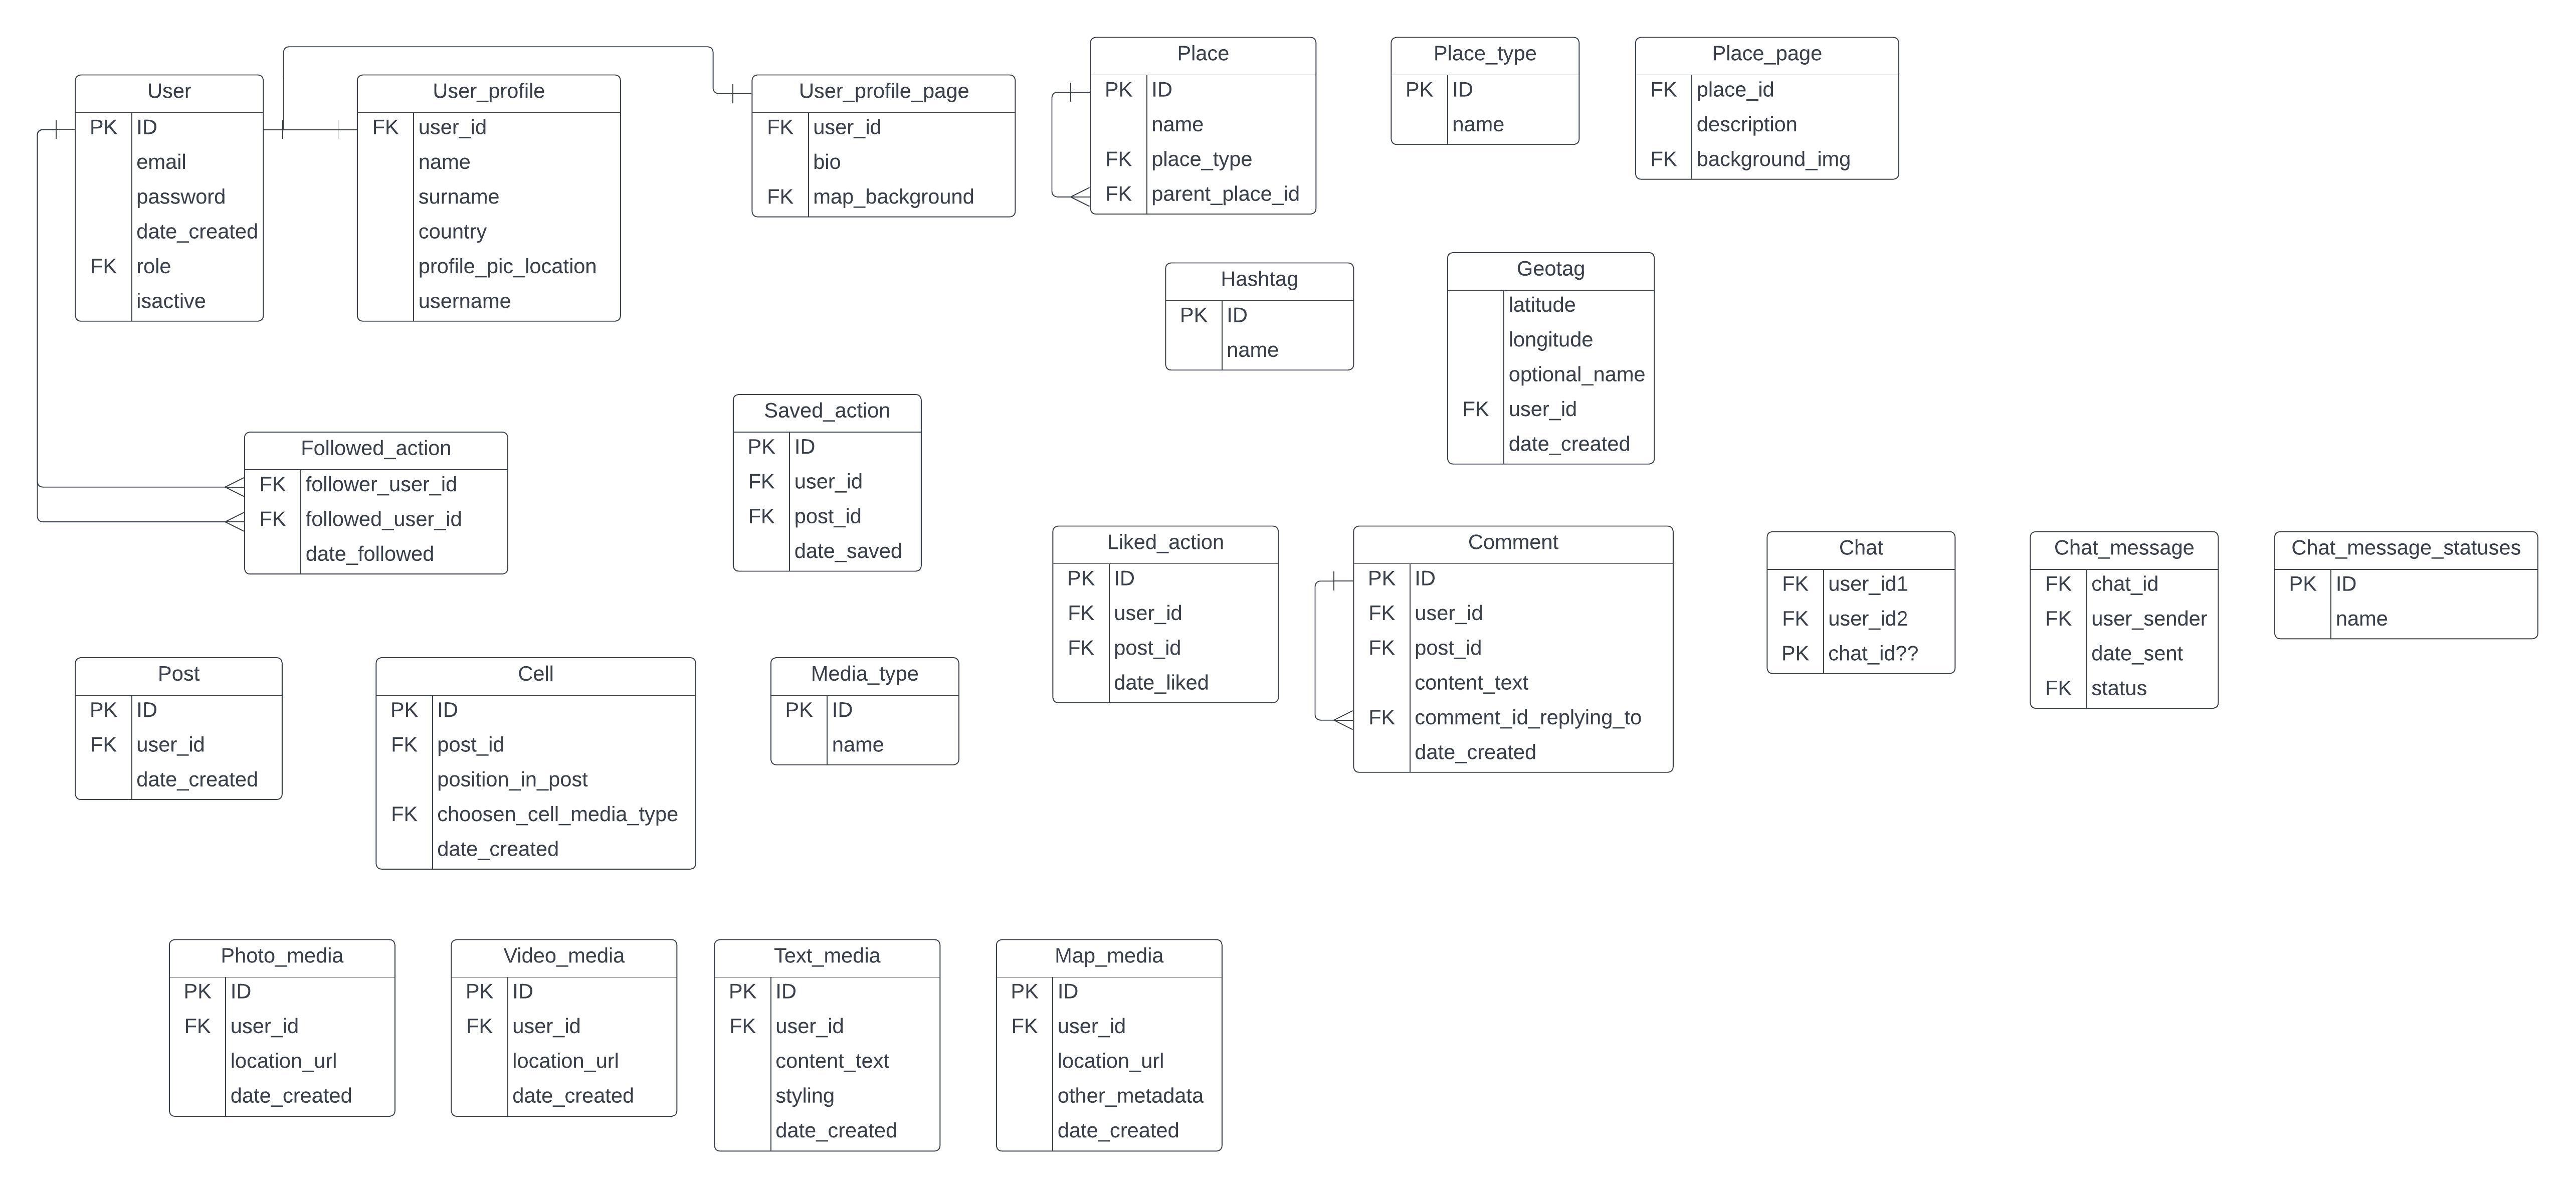 User
PK ID
email
password
date_created
FK role
isactive
User_profile
FK user_id
name
surname
country
profile_pic_location
username
User_profile_page
FK user_id
bio
FK map_background
Place
PK ID
name
FK place_type
FK parent_place_id
Place_type
PK ID
name
Place_page
FK place_id
description
FK background_img
Hashtag
PK ID
name
Geotag
latitude
longitude
optional_name
FK user_id
date_created
Followed_action
FK follower_user_id
FK followed_user_id
date_followed
Saved_action
PK ID
FK user_id
FK post_id
date_saved
Liked_action
PK ID
FK user_id
FK post_id
date_liked
Comment
PK ID
FK user_id
FK post_id
content_text
FK comment_id_replying_to
date_created
Chat
FK user_id1
FK user_id2
PK chat_id??
Chat_message
FK chat_id
FK user_sender
date_sent
FK status
Chat_message_statuses
PK ID
name
Post
PK ID
FK user_id
date_created
Cell
PK ID
FK post_id
position_in_post
FK choosen_cell_media_type
date_created
Media_type
PK ID
name
Photo_media
PK ID
FK user_id
location_url
date_created
Video_media
PK ID
FK user_id
location_url
date_created
Text_media
PK ID
FK user_id
content_text
styling
date_created
Map_media
PK ID
FK user_id
location_url
other_metadata
date_created